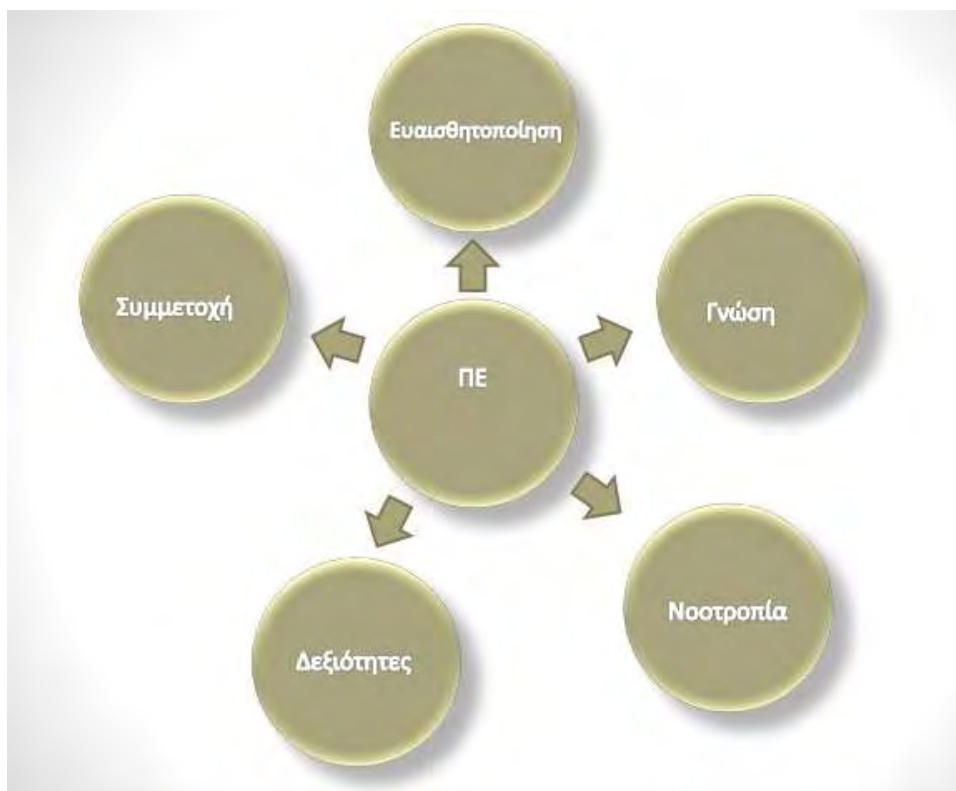 Ευαισθητοποίηση
Συμμετοχή
Γνώση
ΠΕ
Νοοτροπία
Δεξιότητες